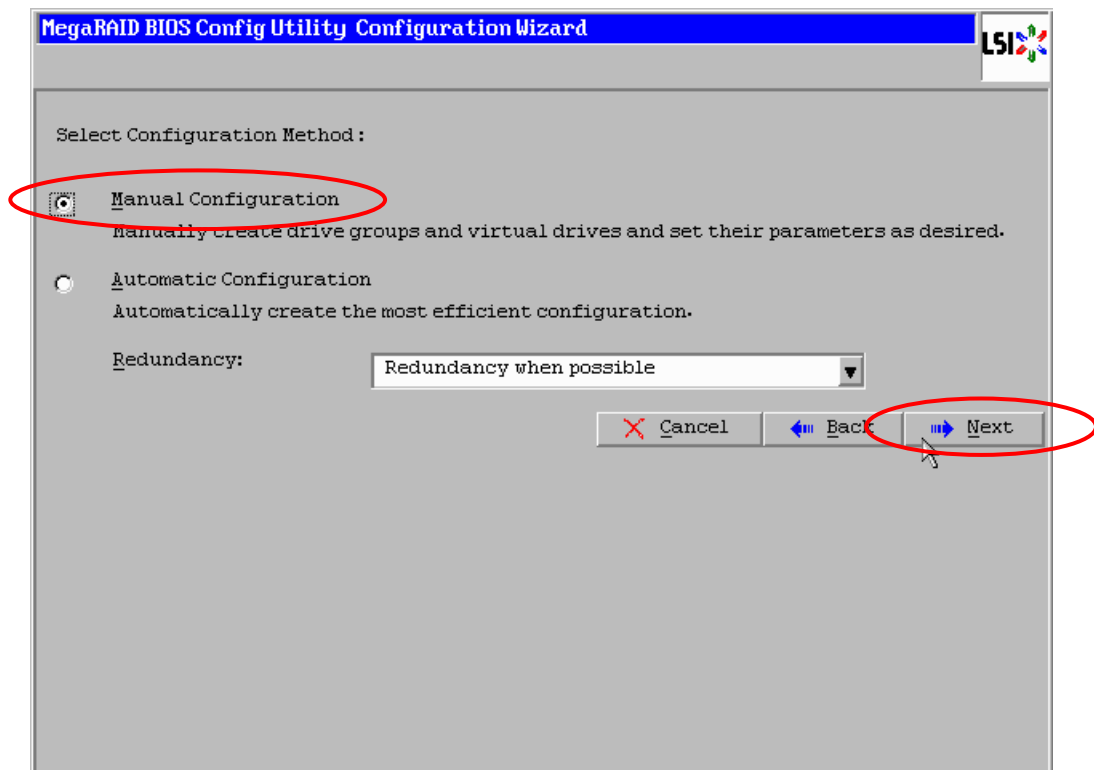 MegaRAID BIOS Config Utility Configuration Wizard
LSI
Select Configuration Method:
Manual Configuration
Manually create drive groups and virtual drives and set their parameters as desired.
Automatic Configuration
Automatically create the most efficient configuration.
Redundancy: Redundancy when possible
Cancel Back Next